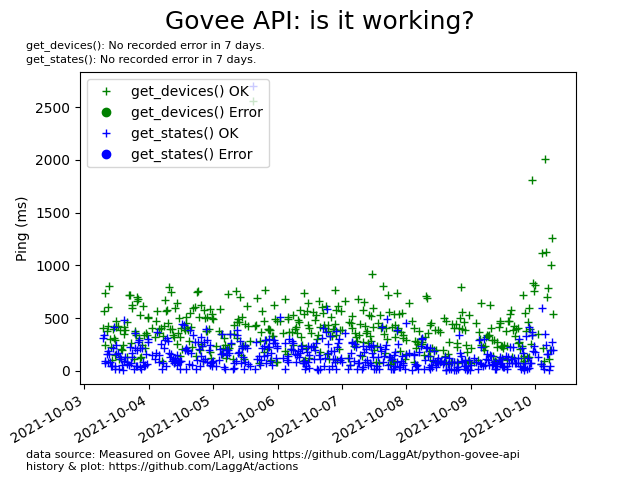 Govee API: is it working?
get_devices(): No recorded error in 7 days.
get_states(): No recorded error in 7 days.
get_devices() OK
get_devices() Error
get_states() OK
get_states() Error
Ping (ms)
2500
2000
1500
1000
500
0
2021-10-03
2021-10-04
2021-10-05
2021-10-06
2021-10-07
2021-10-08
2021-10-09
2021-10-10
data source: Measured on Govee API, using https://github.com/LaggAt/python-govee-api
history & plot: https://github.com/LaggAt/actions